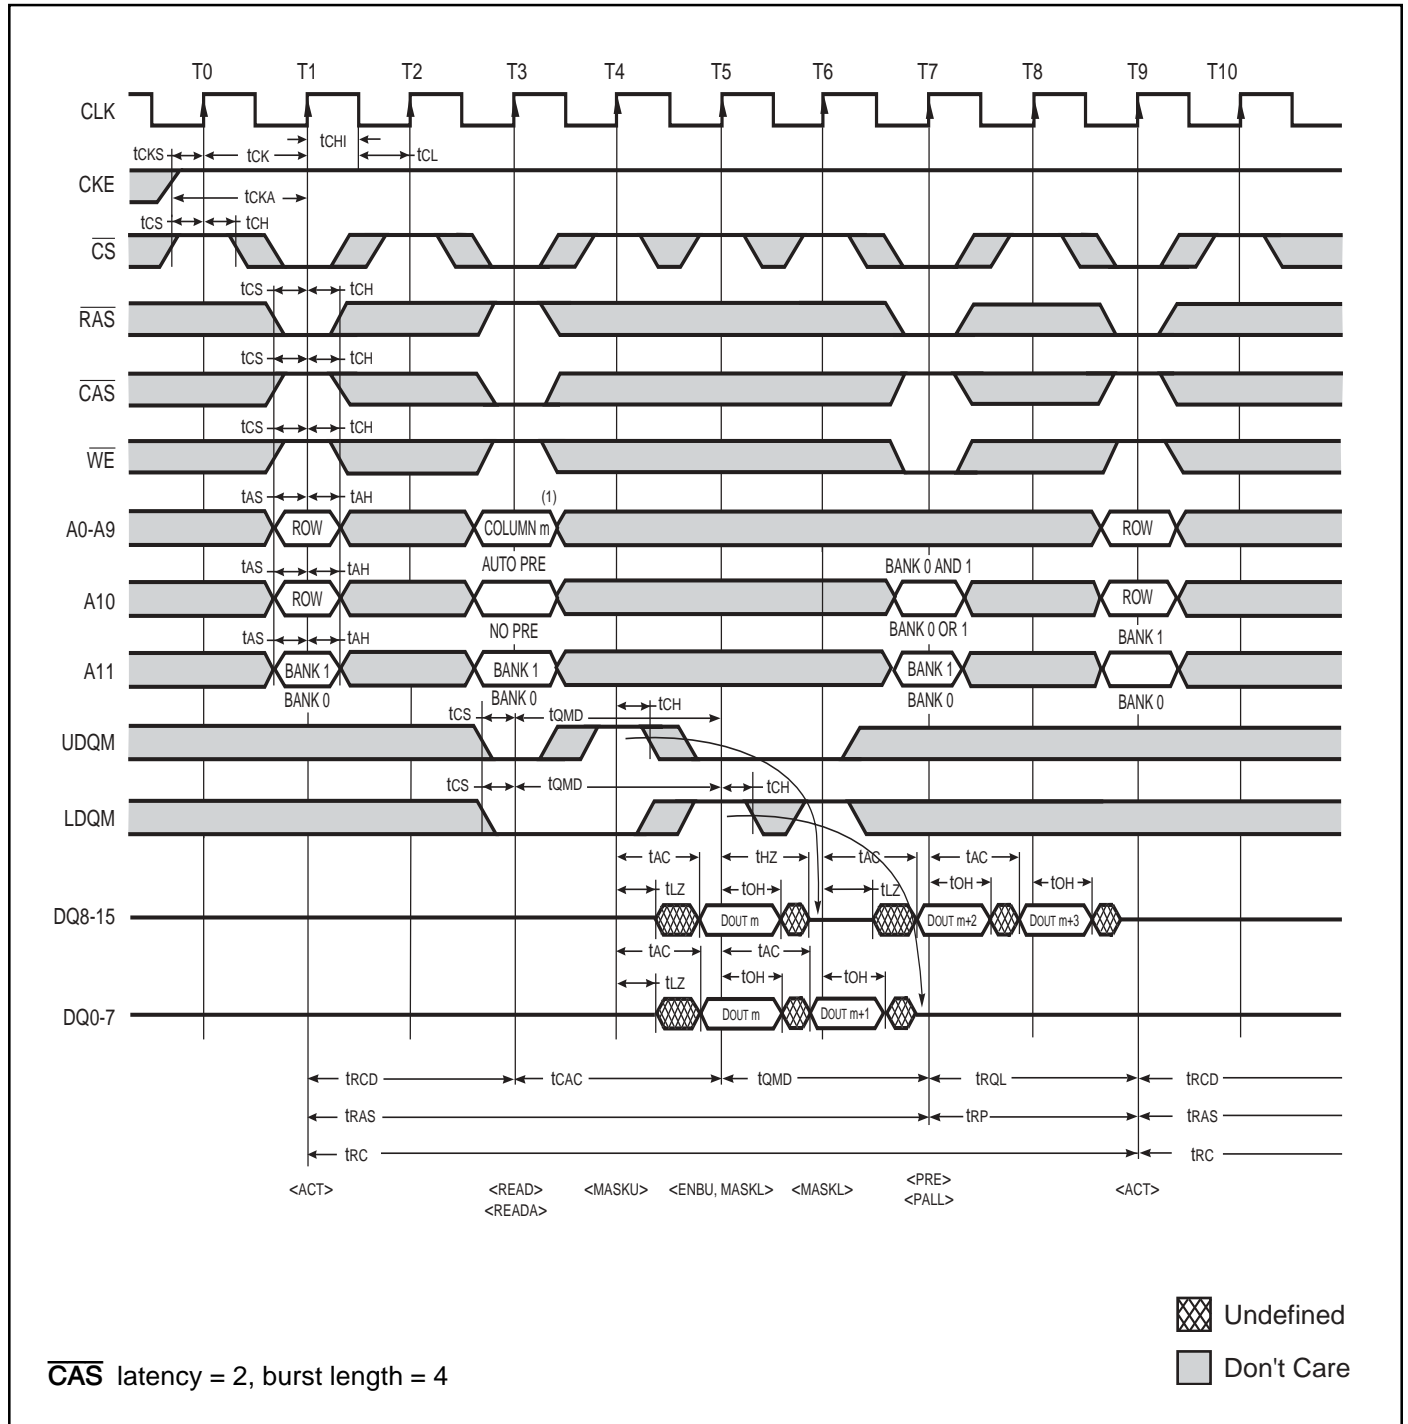 T0 T1 T2 T3 T4 T5 T6 T7 T8 T9 T10
CLK
tCHI
tCKS tCK tCL
CKE
tCKA
tCS tCH
CS
tCS tCH
RAS
tCS tCH
CAS
tCS tCH
WE
tAS tAH (1)
A0-A9 ROW COLUMN m ROW
tAS tAH AUTO PRE BANK 0 AND 1
A10 ROW ROW
tAS tAH NO PRE BANK 0 OR 1 BANK 1
A11 BANK 1 BANK 1 BANK 1
BANK 0 BANK 0 BANK 0 BANK 0
tCS tQMD tCH
UDQM
tCS tQMD tCH
LDQM
tAC tHZ tAC tAC
tLZ tOH tLZ tOH tOH
DQ8-15 DOUT m DOUT m+2 DOUT m+3
tAC tAC
tLZ tOH tOH
DQ0-7 DOUT m DOUT m+1
tRCD tCAC tQMD tRQL tRCD
tRAS tRP tRAS
tRC tRC
<ACT> <READ> <MASKU> <ENBU, MASKL> <MASKL> <PRE> <ACT>
<READA> <PALL>
Undefined
Don't Care
CAS latency = 2, burst length = 4